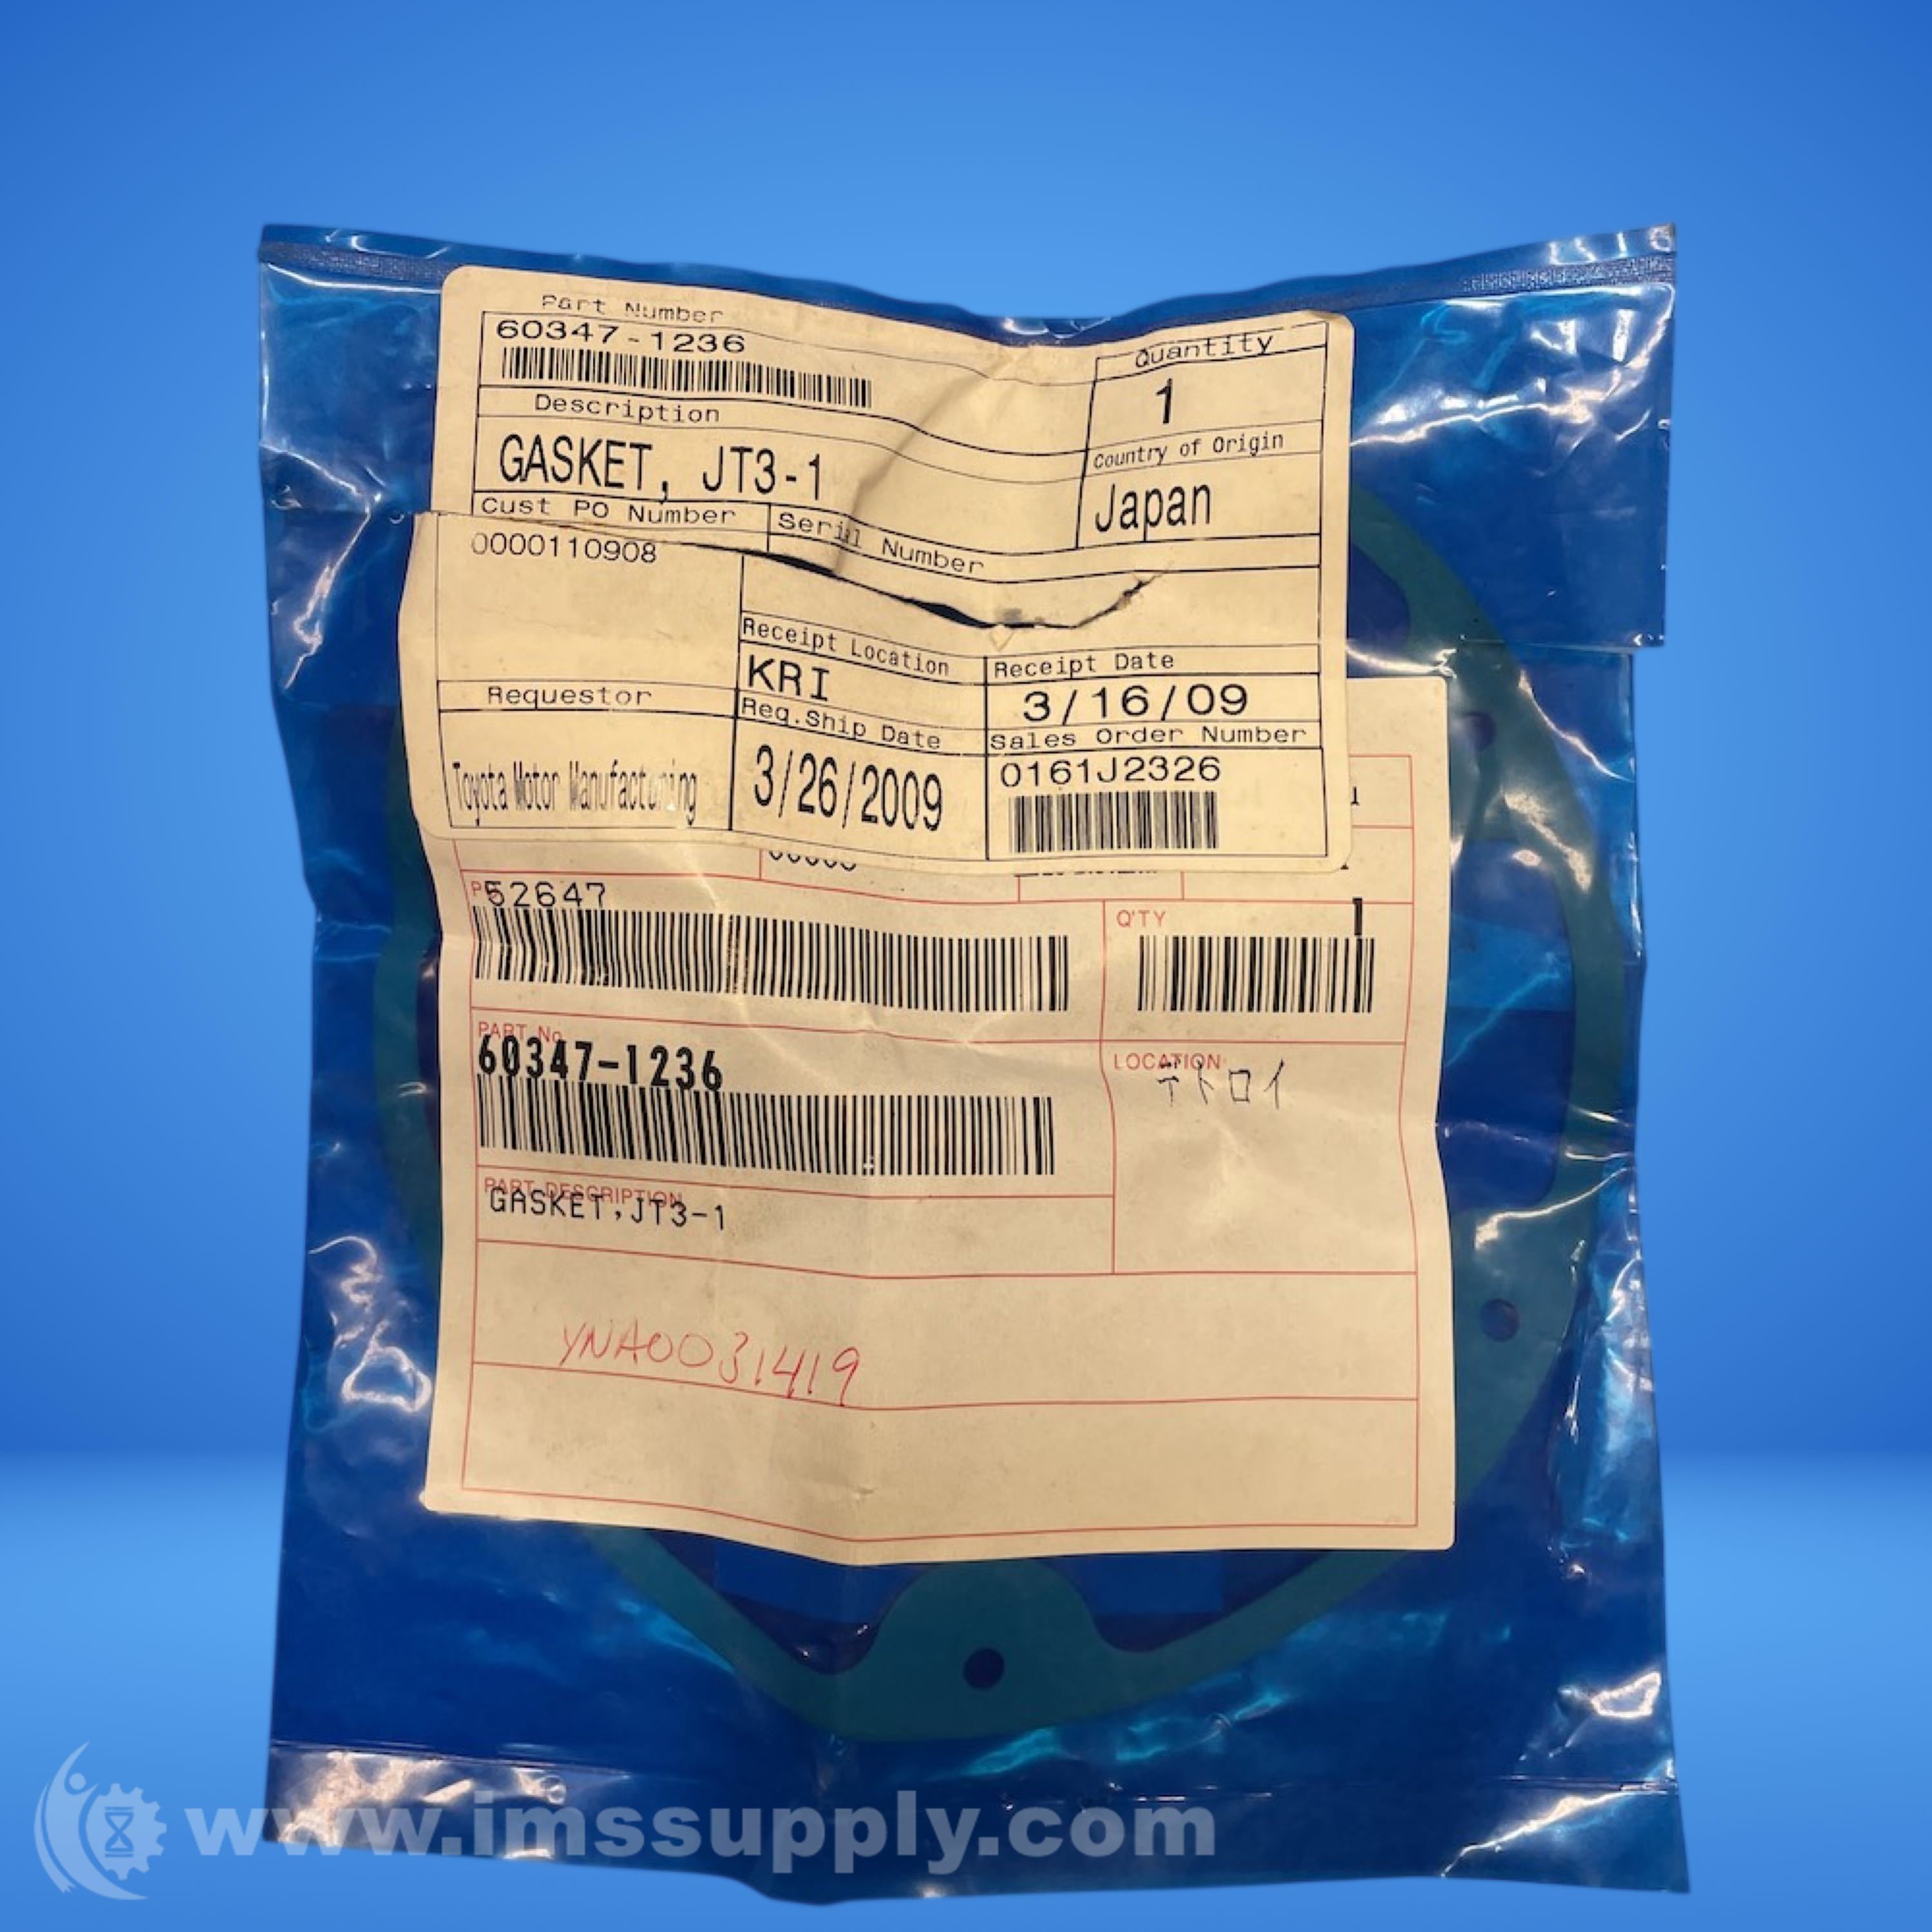 Part Number
60347-1236
Quantity
1
Description
GASKET, JT3-1
Country of Origin
Japan
Cust PO Number
Serial Number
0000110908
Receipt Location
KRI
Receipt Date
3/16/09
Requestor
Toyota Motor Manufacturing
Req.Ship Date
3/26/2009
Sales Order Number
0161J2326
52647
Q'TY
1
PART No.
60347-1236
LOCATION
デトロイ
PART DESCRIPTION
GASKET,JT3-1
YNA0031419
www.imssupply.com